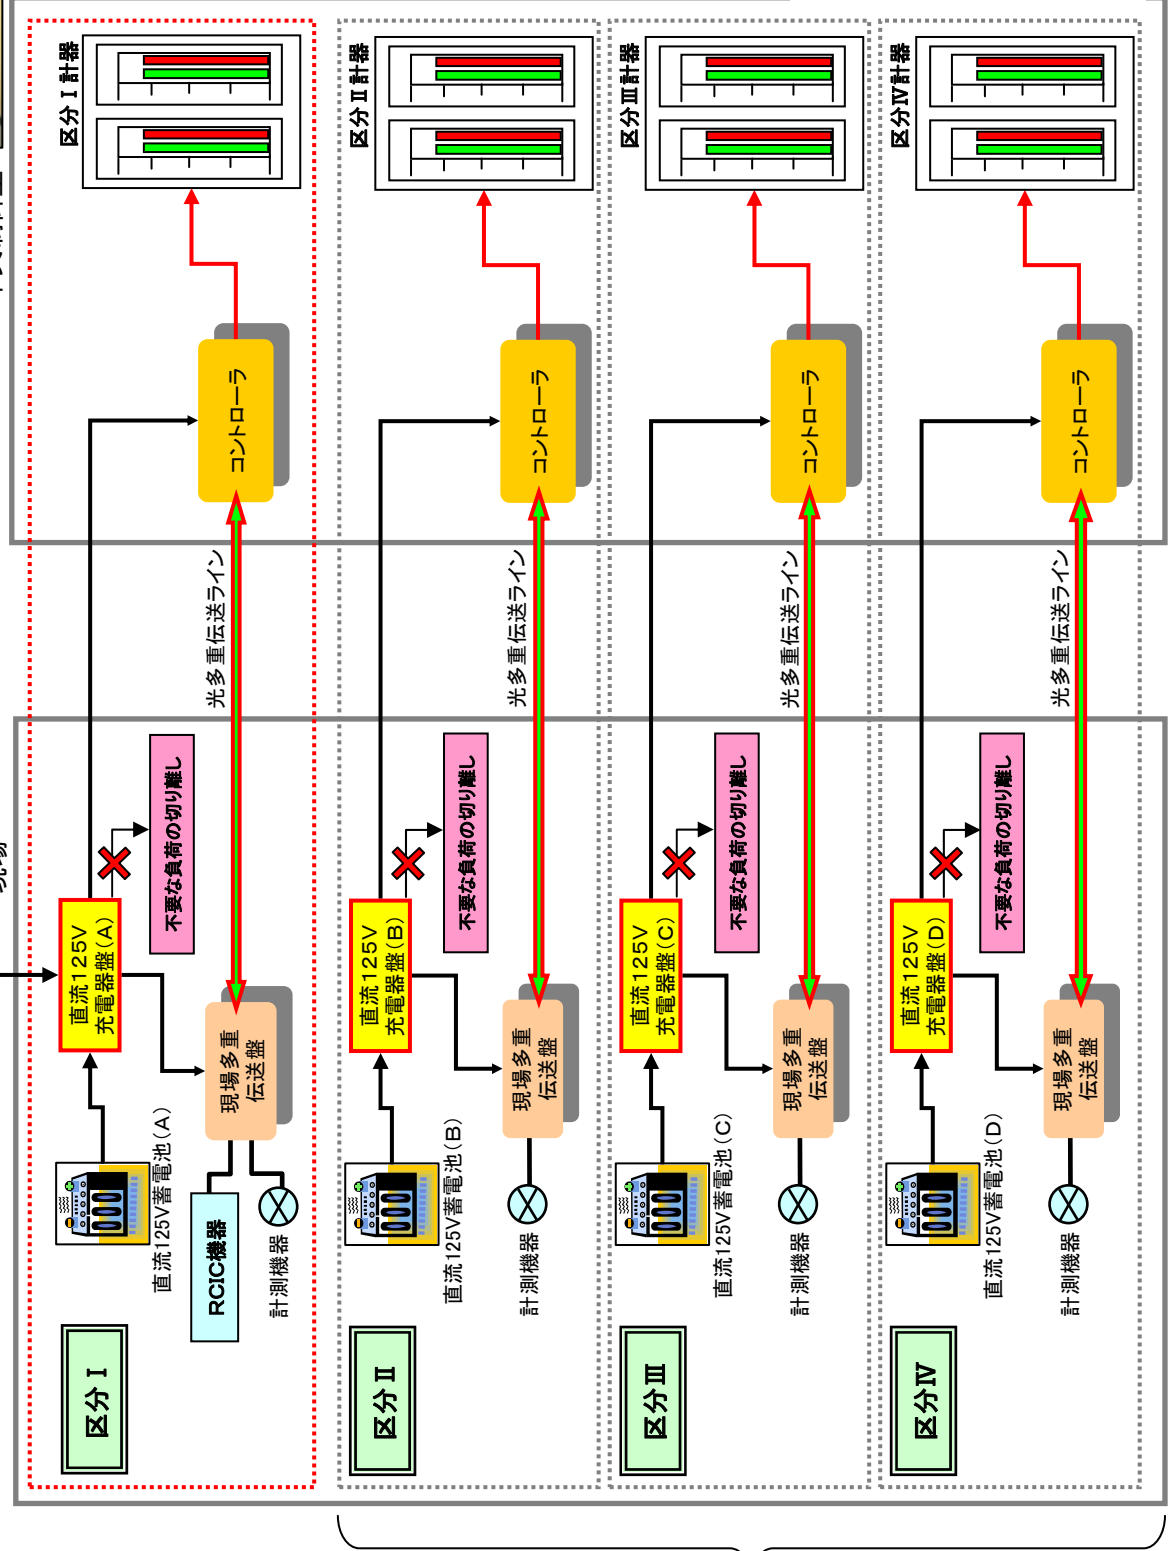 区分Ⅰ
直流125V蓄電池(A)
直流125V
充電器盤(A)
RCIC機器
計測機器
現場多重
伝送盤
不要な負荷の切り離し
光多重伝送ライン
コントローラ
区分Ⅰ計器
区分Ⅱ
直流125V蓄電池(B)
直流125V
充電器盤(B)
計測機器
現場多重
伝送盤
不要な負荷の切り離し
光多重伝送ライン
コントローラ
区分Ⅱ計器
区分Ⅲ
直流125V蓄電池(C)
直流125V
充電器盤(C)
計測機器
現場多重
伝送盤
不要な負荷の切り離し
光多重伝送ライン
コントローラ
区分Ⅲ計器
区分Ⅳ
直流125V蓄電池(D)
直流125V
充電器盤(D)
計測機器
現場多重
伝送盤
不要な負荷の切り離し
光多重伝送ライン
コントローラ
区分Ⅳ計器